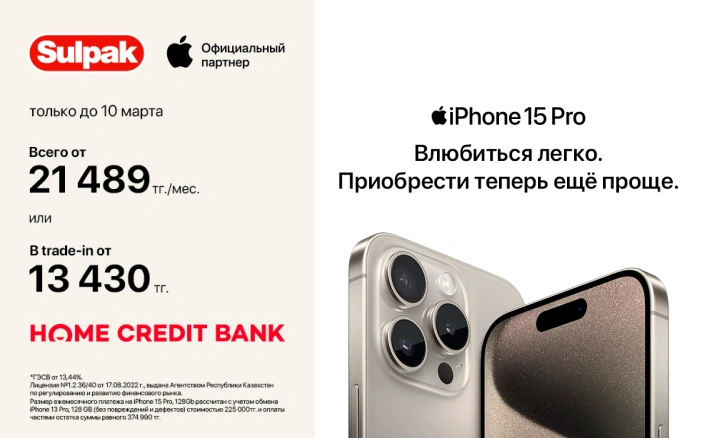 Sulpak
Официальный
партнер
только до 10 марта
Всего от
21 489 тг./мес.
или
В trade-in от
13 430 тг.
HOME CREDIT BANK
*ГЭСВ от 13,44%.
Лицензия №1.2.36/40 от 17.08.2022 г., выдана Агентством Республики Казахстан
по регулированию и развитию финансового рынка.
Размер ежемесячного платежа на iPhone 15 Pro, 128Gb рассчитан с учетом обмена
iPhone 13 Pro, 128 GB (без повреждений и дефектов) стоимостью 225 000тг. и оплаты
частями остатка суммы равного 374 990 тг.
iPhone 15 Pro
Влюбиться легко.
Приобрести теперь ещё проще.